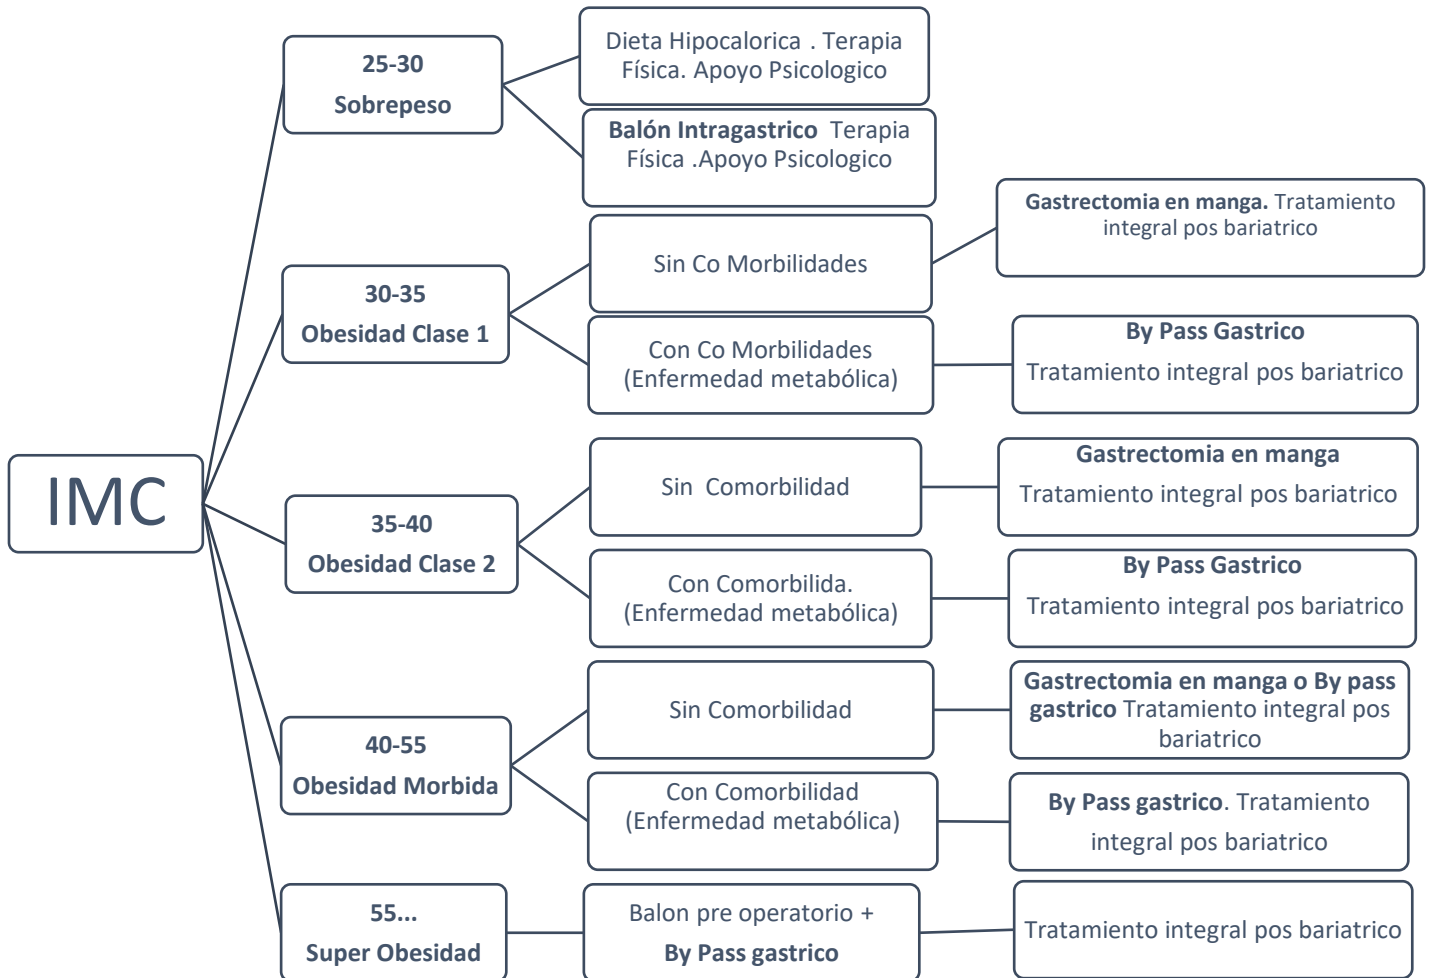 25-30
Sobrepeso
Dieta Hipocalorica . Terapia
Física. Apoyo Psicologico
Balón Intragastrico Terapia
Física .Apoyo Psicologico
30-35
Obesidad Clase 1
Sin Co Morbilidades
Gastrectomia en manga. Tratamiento
integral pos bariatrico
Con Co Morbilidades
(Enfermedad metabólica)
By Pass Gastrico
Tratamiento integral pos bariatrico
IMC
35-40
Obesidad Clase 2
Sin Comorbilidad
Gastrectomia en manga
Tratamiento integral pos bariatrico
Con Comorbilida.
(Enfermedad metabólica)
By Pass Gastrico
Tratamiento integral pos bariatrico
40-55
Obesidad Morbida
Sin Comorbilidad
Gastrectomia en manga o By pass
gastrico Tratamiento integral pos
bariatrico
Con Comorbilidad
(Enfermedad metabólica)
By Pass gastrico. Tratamiento
integral pos bariatrico
55...
Super Obesidad
Balon pre operatorio +
By Pass gastrico
Tratamiento integral pos bariatrico